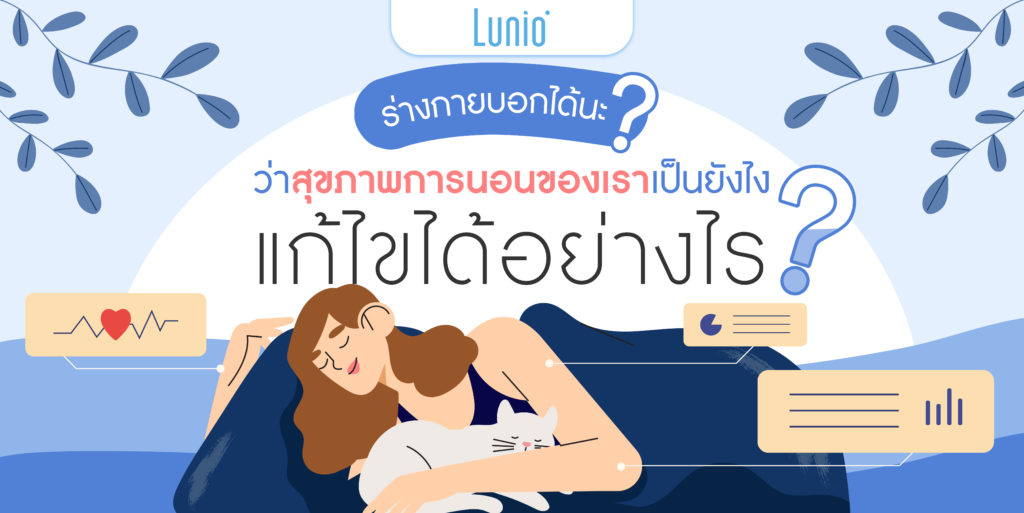 Lunio
ร่างกายบอกได้นะ?
ว่าสุขภาพการนอนของเราเป็นยังไง
แก้ไขได้อย่างไร?